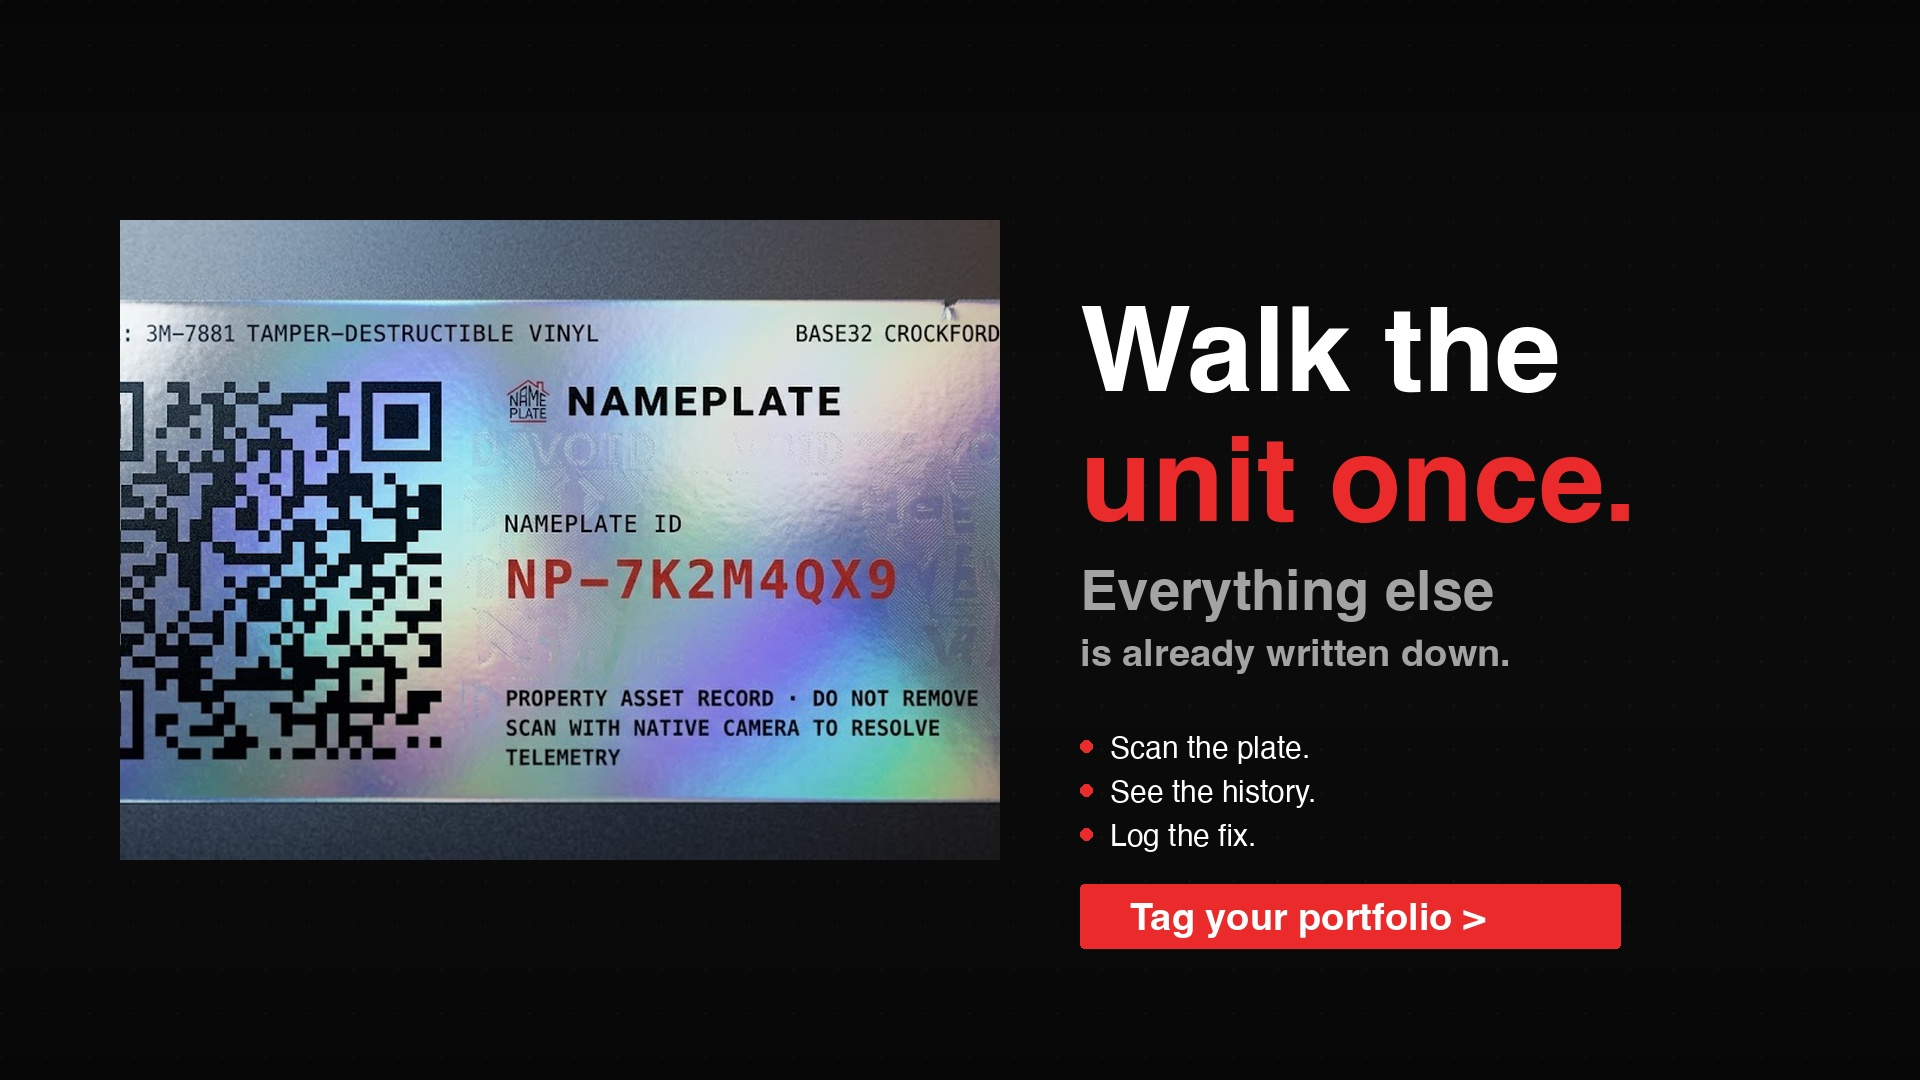 : 3M-7881 TAMPER-DESTRUCTIBLE VINYL
BASE32 CROCKFORD
NAME
PLATE
NAMEPLATE
VOID
VOID
NAMEPLATE ID
NP-7K2M4QX9
PROPERTY ASSET RECORD · DO NOT REMOVE
SCAN WITH NATIVE CAMERA TO RESOLVE
TELEMETRY
Walk the
unit once.
Everything else
is already written down.
Scan the plate.
See the history.
Log the fix.
Tag your portfolio >